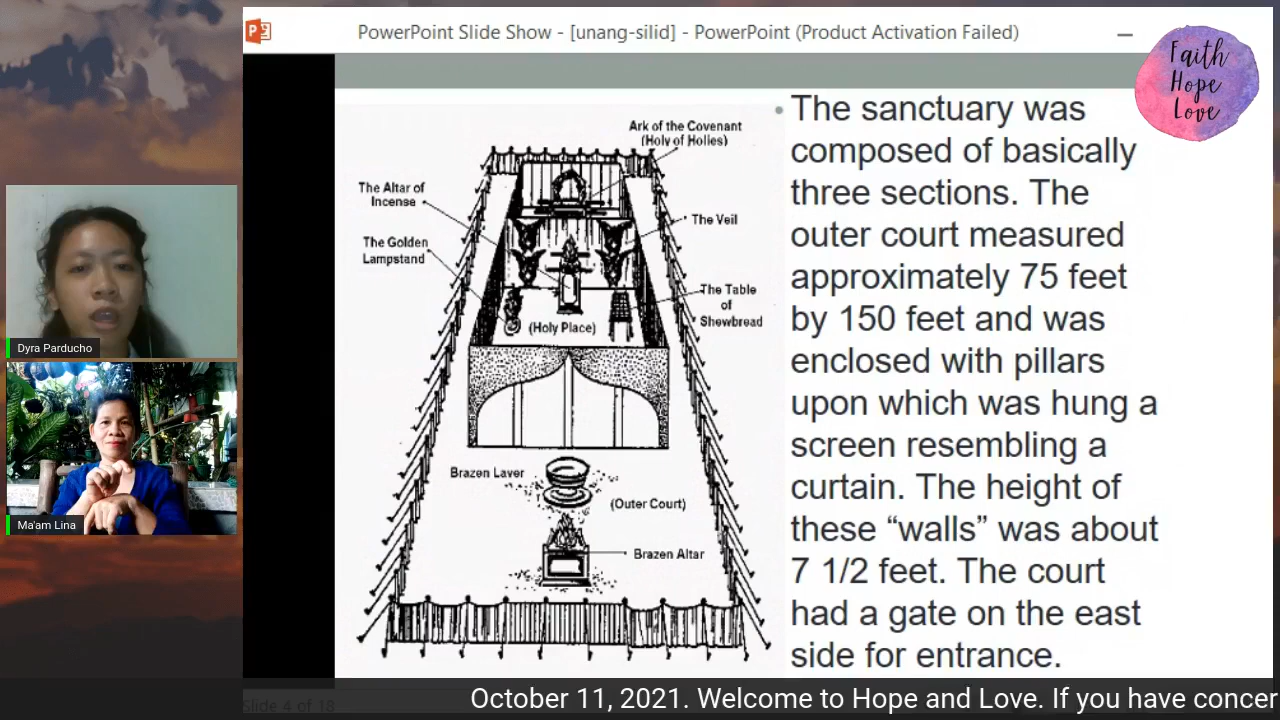 PowerPoint Slide Show - [unang-silid] - PowerPoint (Product Activation Failed)
Faith
Hope
Love
Ark of the Covenant
(Holy of Holies)
The Altar of
Incense
The Veil
The Golden
Lampstand
The Table
of
Shewbread
(Holy Place)
Brazen Laver
(Outer Court)
Brazen Altar
• The sanctuary was
composed of basically
three sections. The
outer court measured
approximately 75 feet
by 150 feet and was
enclosed with pillars
upon which was hung a
screen resembling a
curtain. The height of
these “walls” was about
7 1/2 feet. The court
had a gate on the east
side for entrance.
Dyra Parducho
Ma'am Lina
Slide 4 of 18
October 11, 2021. Welcome to Hope and Love. If you have concer